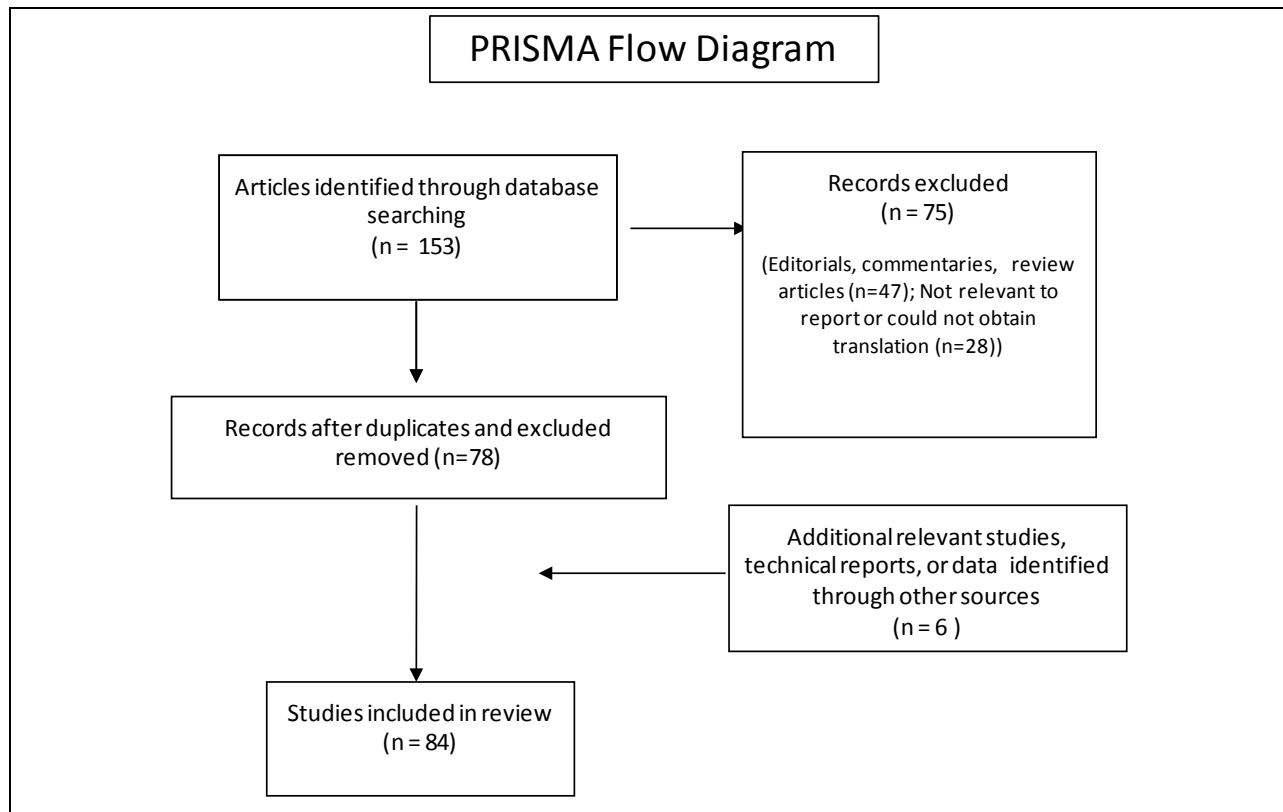 PRISMA Flow Diagram
Articles identified through database
searching
(n = 153)
Records excluded
(n = 75)
(Editorials, commentaries, review
articles (n=47); Not relevant to
report or could not obtain
translation (n=28))
Records after duplicates and excluded
removed (n=78)
Additional relevant studies,
technical reports, or data identified
through other sources
(n = 6 )
Studies included in review
(n = 84)